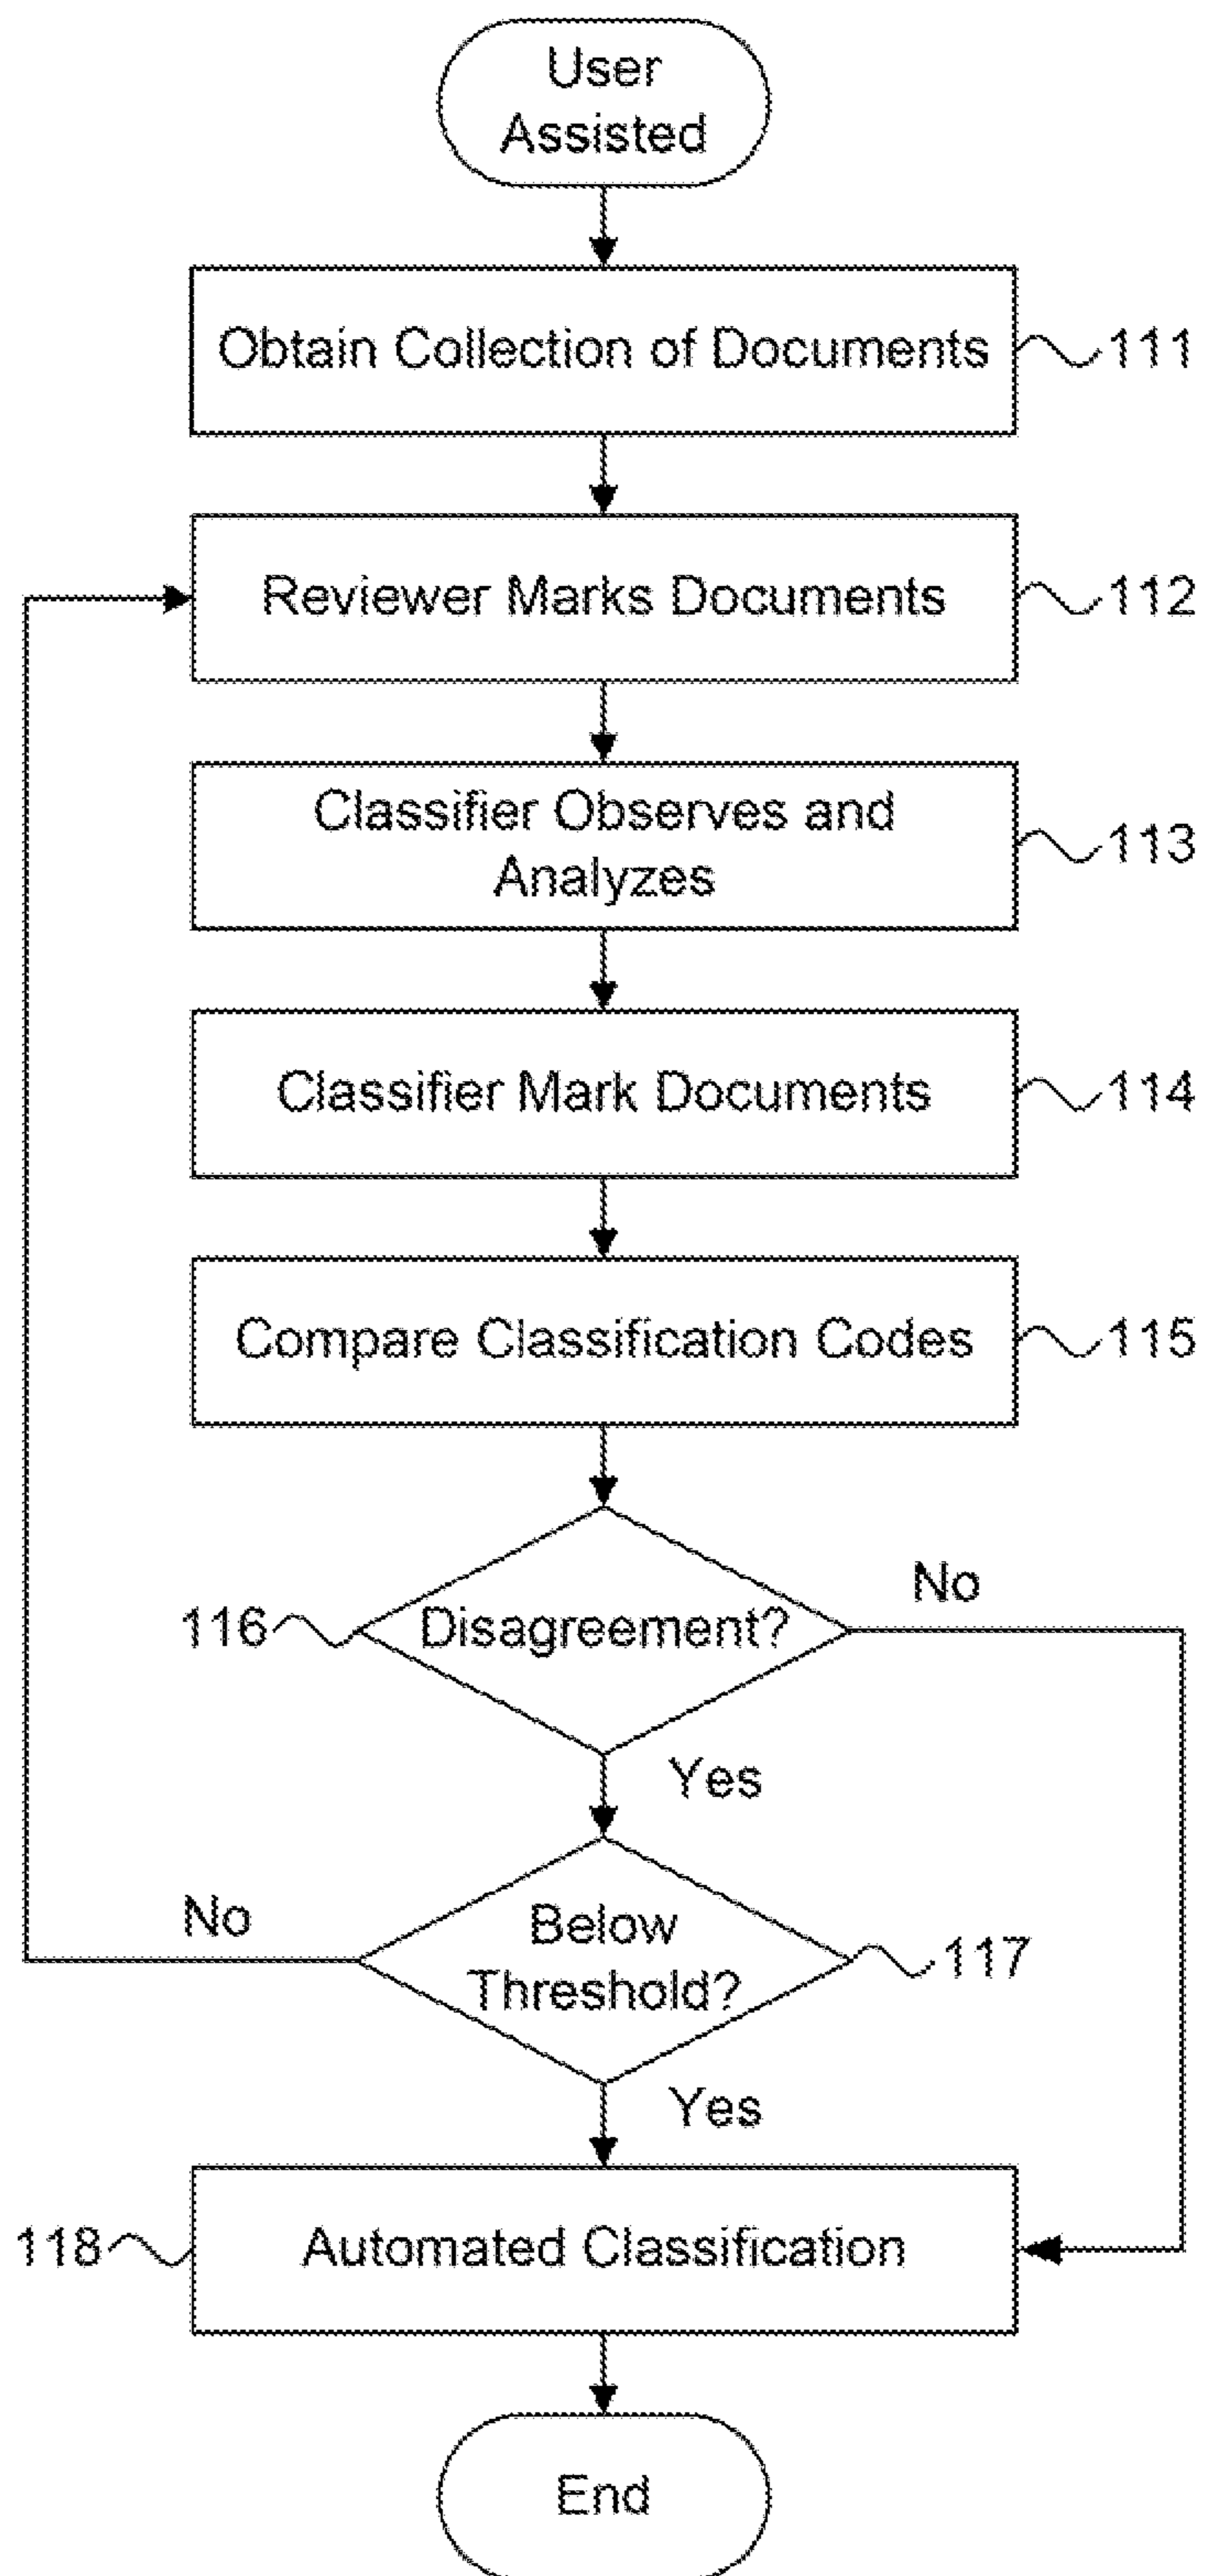 User
Assisted
Obtain Collection of Documents
111
Reviewer Marks Documents
112
Classifier Observes and
Analyzes
113
Classifier Mark Documents
114
Compare Classification Codes
115
116
Disagreement?
No
Yes
No
Below
Threshold?
117
Yes
118
Automated Classification
End